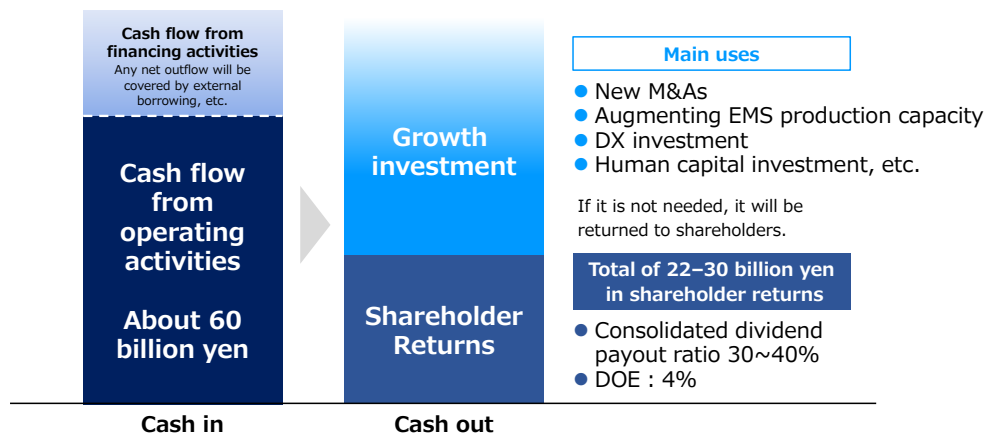 Cash flow from
financing activities
Any net outflow will be
covered by external
borrowing, etc.
Cash flow
from
operating
activities
About 60
billion yen
Cash in
Growth
investment
Shareholder
Returns
Cash out
Main uses
● New M&As
● Augmenting EMS production capacity
● DX investment
● Human capital investment, etc.
If it is not needed, it will be
returned to shareholders.
Total of 22–30 billion yen
in shareholder returns
● Consolidated dividend
payout ratio 30~40%
● DOE : 4%